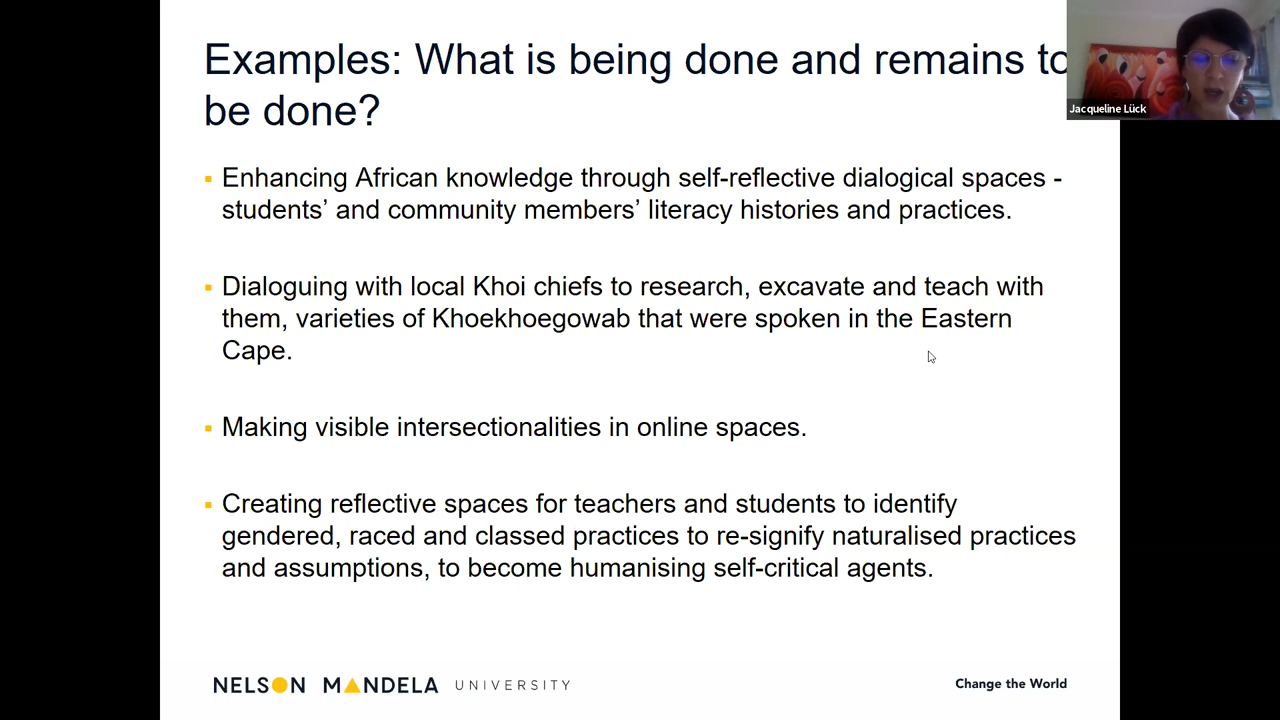 Examples: What is being done and remains to
be done?
Jacqueline Lück
Enhancing African knowledge through self-reflective dialogical spaces -
students’ and community members’ literacy histories and practices.
Dialoguing with local Khoi chiefs to research, excavate and teach with
them, varieties of Khoekhoegowab that were spoken in the Eastern
Cape.
Making visible intersectionalities in online spaces.
Creating reflective spaces for teachers and students to identify
gendered, raced and classed practices to re-signify naturalised practices
and assumptions, to become humanising self-critical agents.
NELSON MANDELA UNIVERSITY
Change the World